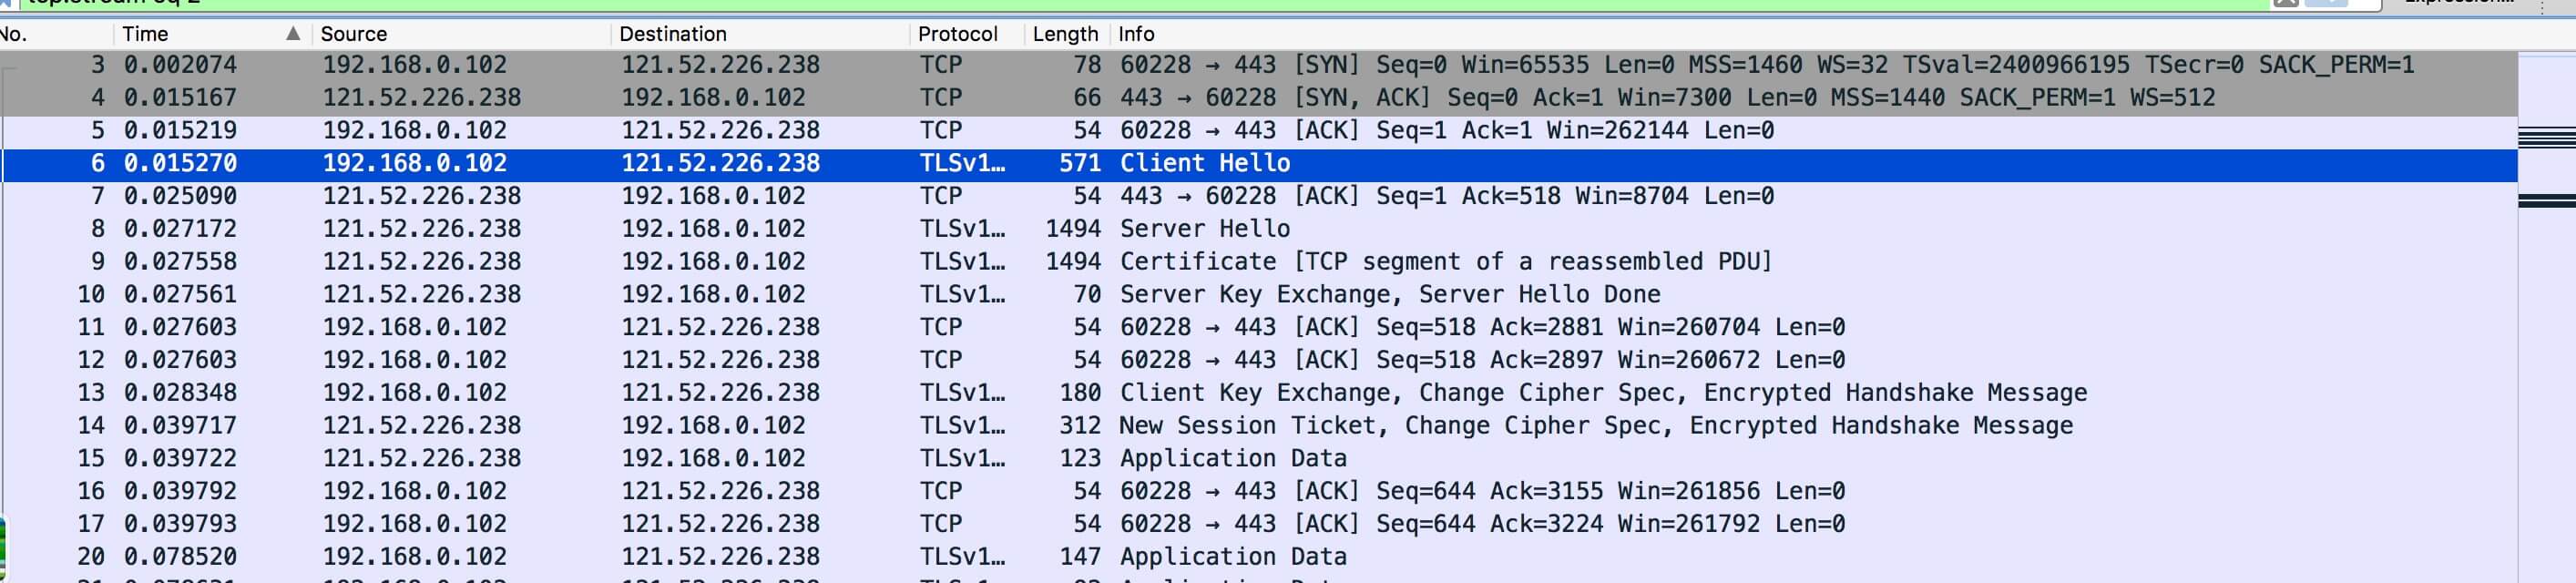 No. Time Source Destination Protocol Length Info
3 0.002074 192.168.0.102 121.52.226.238 TCP 78 60228 → 443 [SYN] Seq=0 Win=65535 Len=0 MSS=1460 WS=32 TSval=2400966195 TSecr=0 SACK_PERM=1
4 0.015167 121.52.226.238 192.168.0.102 TCP 66 443 → 60228 [SYN, ACK] Seq=0 Ack=1 Win=7300 Len=0 MSS=1440 SACK_PERM=1 WS=512
5 0.015219 192.168.0.102 121.52.226.238 TCP 54 60228 → 443 [ACK] Seq=1 Ack=1 Win=262144 Len=0
6 0.015270 192.168.0.102 121.52.226.238 TLSv1… 571 Client Hello
7 0.025090 121.52.226.238 192.168.0.102 TCP 54 443 → 60228 [ACK] Seq=1 Ack=518 Win=8704 Len=0
8 0.027172 121.52.226.238 192.168.0.102 TLSv1… 1494 Server Hello
9 0.027558 121.52.226.238 192.168.0.102 TLSv1… 1494 Certificate [TCP segment of a reassembled PDU]
10 0.027561 121.52.226.238 192.168.0.102 TLSv1… 70 Server Key Exchange, Server Hello Done
11 0.027603 192.168.0.102 121.52.226.238 TCP 54 60228 → 443 [ACK] Seq=518 Ack=2881 Win=260704 Len=0
12 0.027603 192.168.0.102 121.52.226.238 TCP 54 60228 → 443 [ACK] Seq=518 Ack=2897 Win=260672 Len=0
13 0.028348 192.168.0.102 121.52.226.238 TLSv1… 180 Client Key Exchange, Change Cipher Spec, Encrypted Handshake Message
14 0.039717 121.52.226.238 192.168.0.102 TLSv1… 312 New Session Ticket, Change Cipher Spec, Encrypted Handshake Message
15 0.039722 121.52.226.238 192.168.0.102 TLSv1… 123 Application Data
16 0.039792 192.168.0.102 121.52.226.238 TCP 54 60228 → 443 [ACK] Seq=644 Ack=3155 Win=261856 Len=0
17 0.039793 192.168.0.102 121.52.226.238 TCP 54 60228 → 443 [ACK] Seq=644 Ack=3224 Win=261792 Len=0
20 0.078520 192.168.0.102 121.52.226.238 TLSv1… 147 Application Data